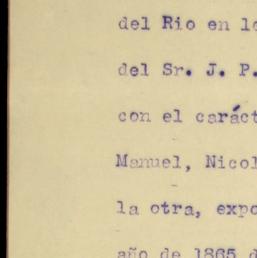 del Rio en l
del Sr. J. P.
con el caráct
Manuel, Nicol
la otra, expo
año de 1865 d